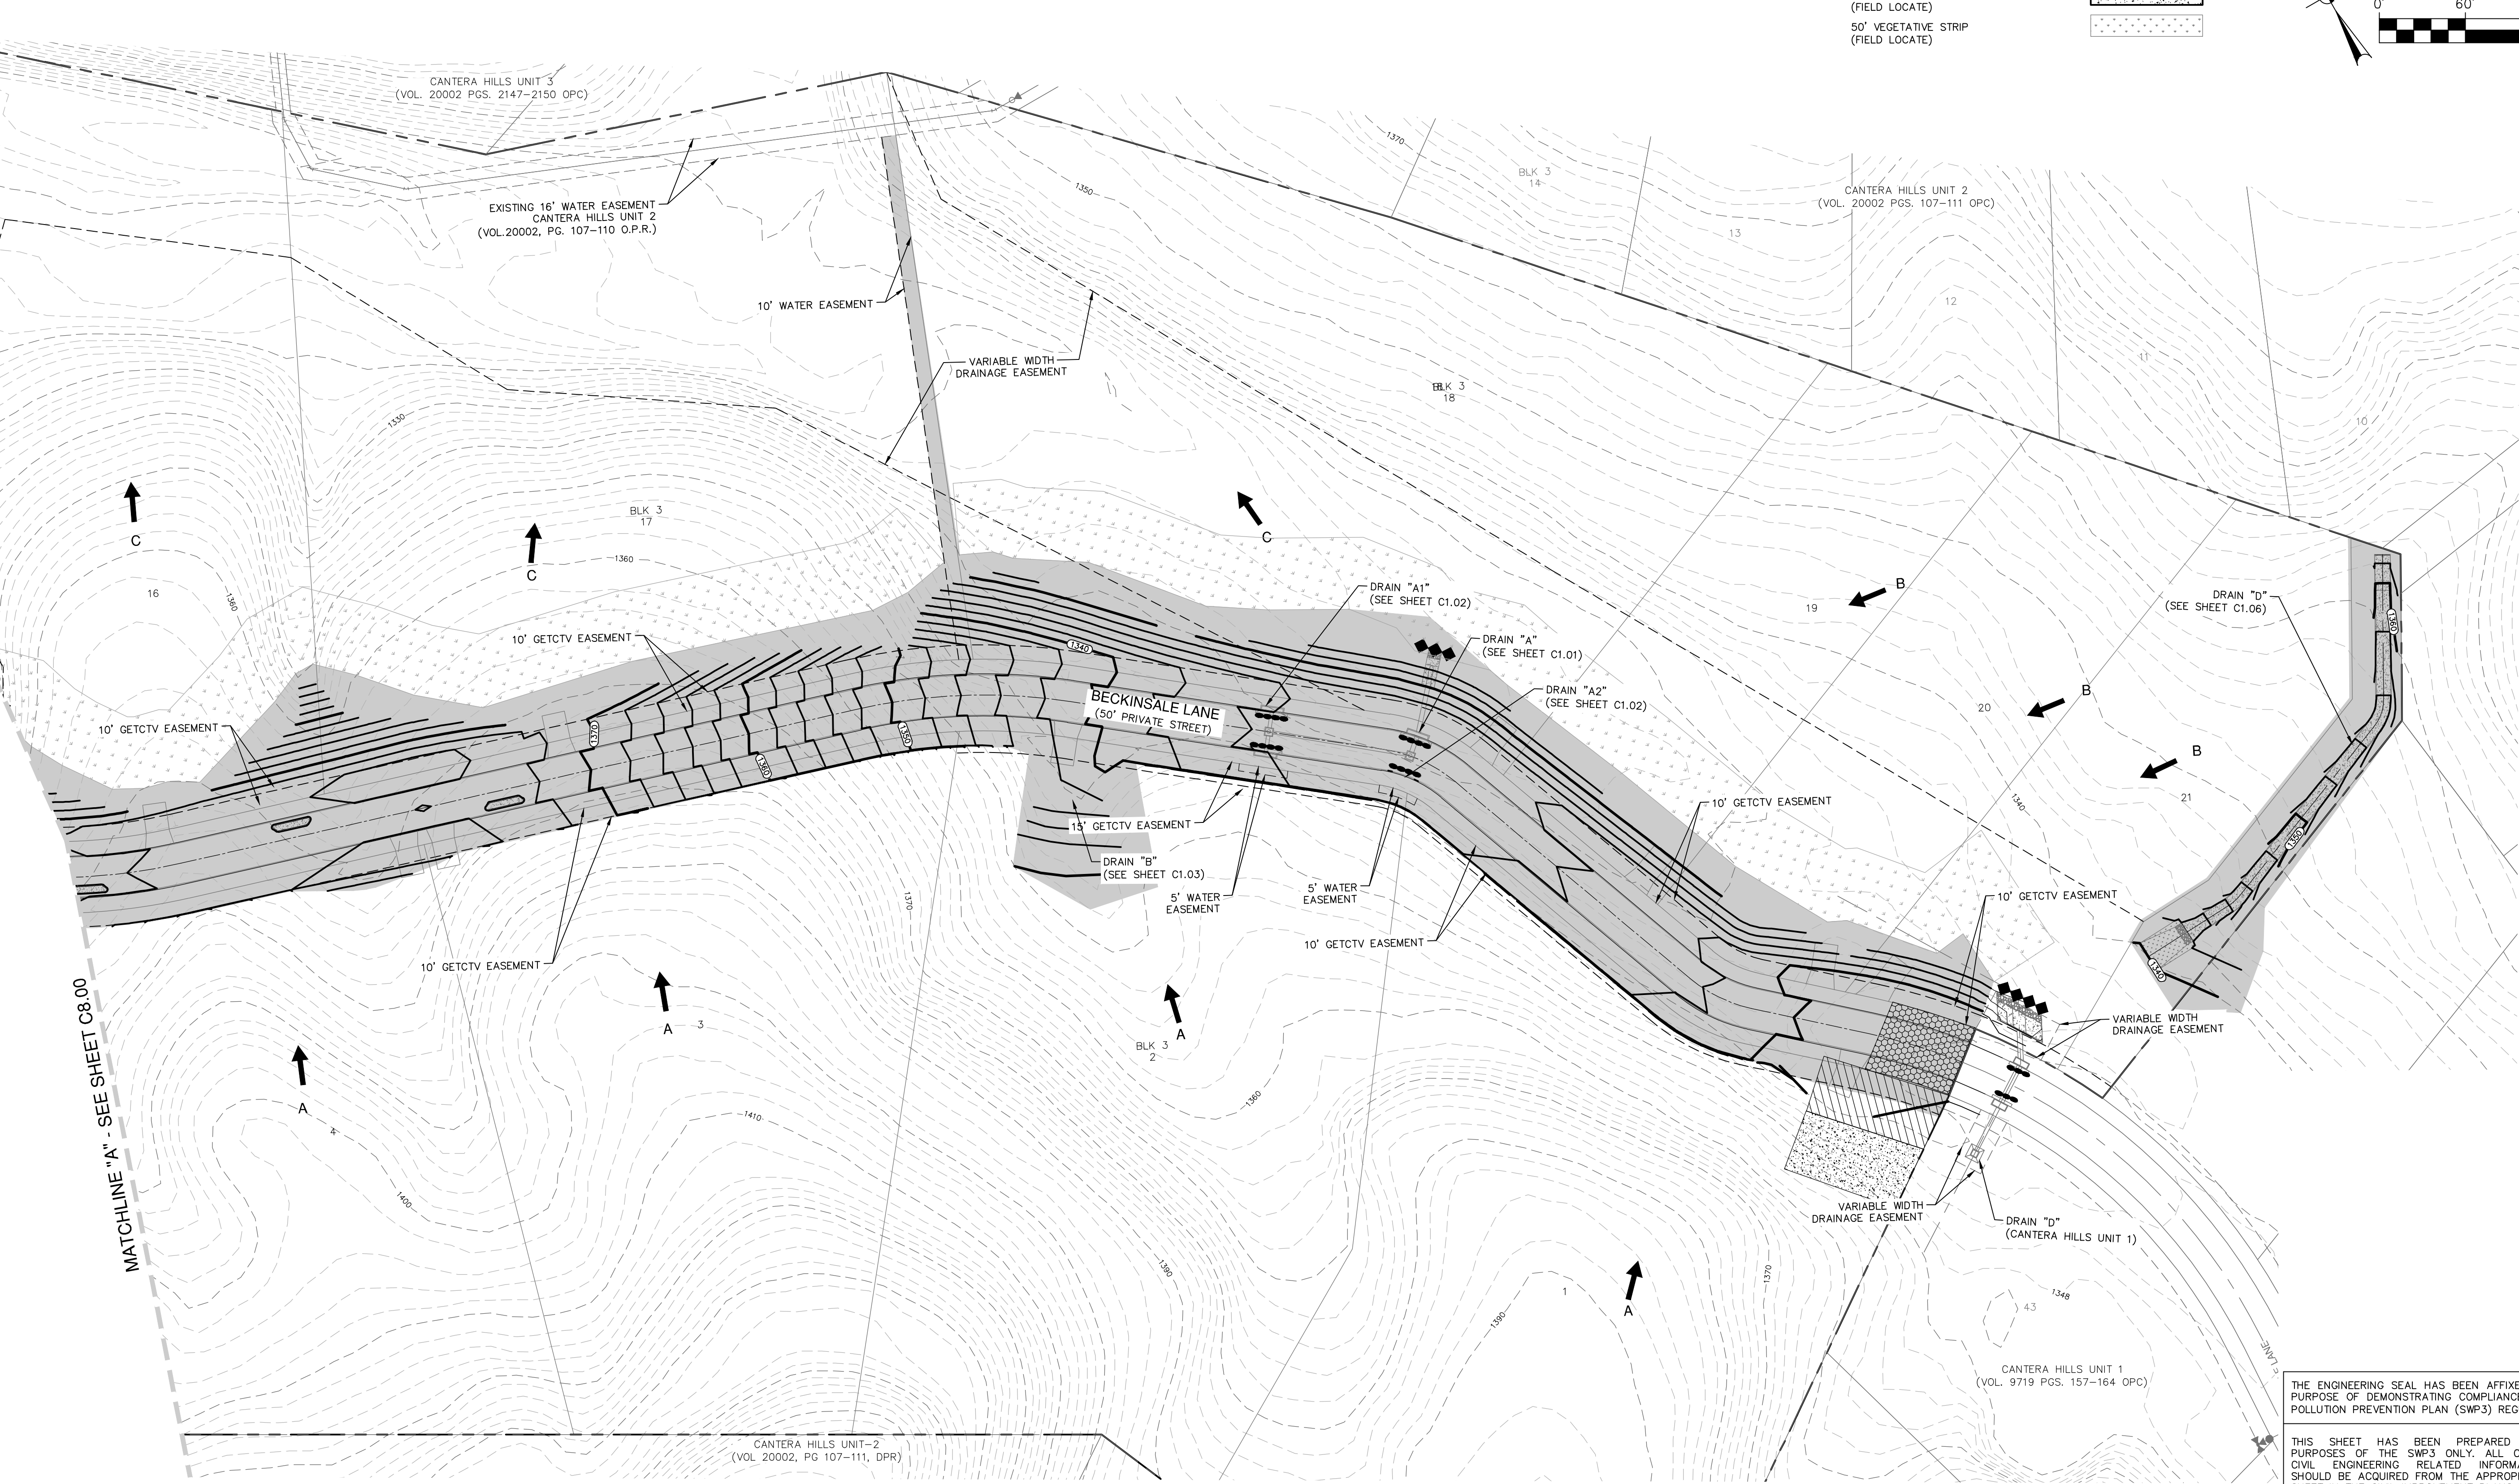 (FIELD LOCATE)
50' VEGETATIVE STRIP
(FIELD LOCATE)
0'
60'
CANTERA HILLS UNIT 3
(VOL. 20002 PGS. 2147-2150 OPC)
1370
BLK 3
14
1350
CANTERA HILLS UNIT 2
(VOL. 20002 PGS. 107-111 OPC)
EXISTING 16' WATER EASEMENT
CANTERA HILLS UNIT 2
(VOL.20002, PG. 107-110 O.P.R.)
13
10' WATER EASEMENT
12
VARIABLE WIDTH
DRAINAGE EASEMENT
11
BLK 3
18
1330
10
BLK 3
17
C
C
C
1360
16
1360
DRAIN "A1"
(SEE SHEET C1.02)
B
19
DRAIN "D"
(SEE SHEET C1.06)
1360
10' GETCTV EASEMENT
1340
DRAIN "A"
(SEE SHEET C1.01)
DRAIN "A2"
(SEE SHEET C1.02)
B
20
BECKINSALE LANE
(50' PRIVATE STREET)
10' GETCTV EASEMENT
1370
1350
1360
B
21
1340
10' GETCTV EASEMENT
15' GETCTV EASEMENT
1350
DRAIN "B"
(SEE SHEET C1.03)
5' WATER
EASEMENT
5' WATER
EASEMENT
1370
10' GETCTV EASEMENT
10' GETCTV EASEMENT
10' GETCTV EASEMENT
1340
MATCHLINE "A" - SEE SHEET C8.00
A
3
A
BLK 3
2
VARIABLE WIDTH
DRAINAGE EASEMENT
A
4
1410
1360
1400
VARIABLE WIDTH
DRAINAGE EASEMENT
DRAIN "D"
(CANTERA HILLS UNIT 1)
1390
1370
1
A
1390
1348
43
LANE
CANTERA HILLS UNIT 1
(VOL. 9719 PGS. 157-164 OPC)
CANTERA HILLS UNIT-2
(VOL 20002, PG 107-111, DPR)
THE ENGINEERING SEAL HAS BEEN AFFIXE
PURPOSE OF DEMONSTRATING COMPLIANCE
POLLUTION PREVENTION PLAN (SWP3) REG
THIS SHEET HAS BEEN PREPARED
PURPOSES OF THE SWP3 ONLY. ALL O
CIVIL ENGINEERING RELATED INFORMA
SHOULD BE ACQUIRED FROM THE APPROP